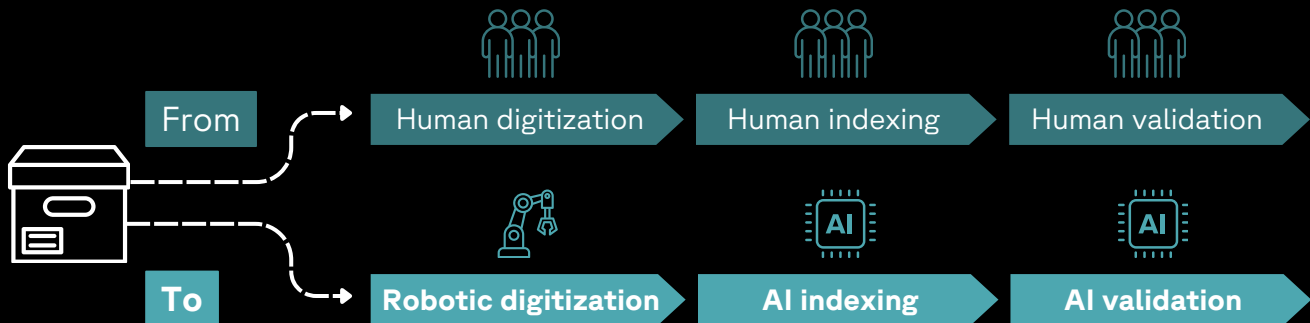 From
Human digitization
Human indexing
Human validation
AI
AI
To
Robotic digitization
AI indexing
AI validation